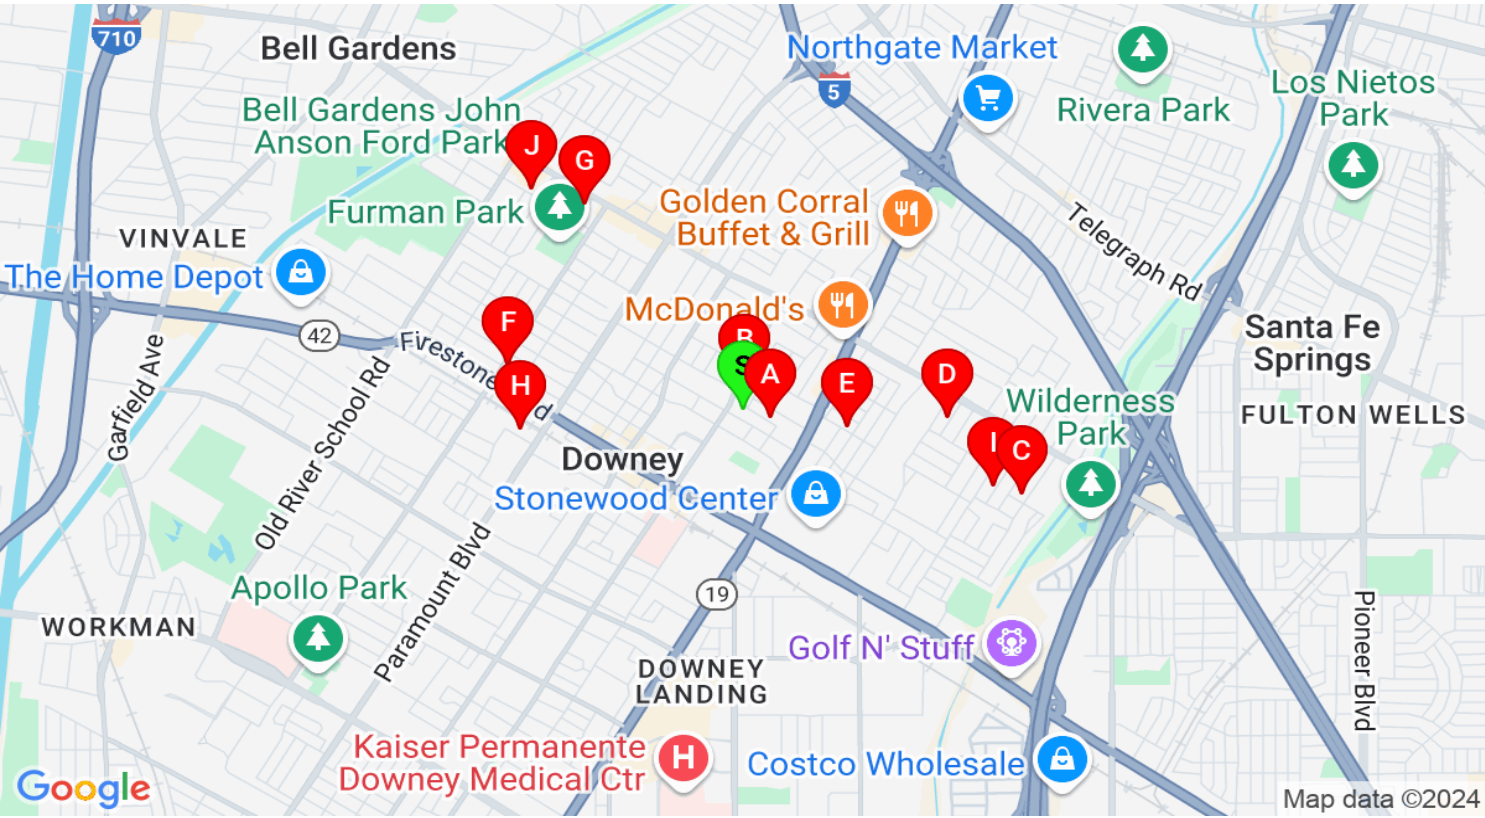 710
Bell Gardens
Northgate Market
5
Rivera Park
Los Nietos
Park
Bell Gardens John
Anson Ford Park
J
G
Furman Park
Golden Corral
Buffet & Grill
Telegraph Rd
VINVALE
The Home Depot
McDonald's
42
Firestone
d
F
B
S
A
H
E
D
Garfield Ave
Old River School Rd
Santa Fe
Springs
Wilderness
Park
FULTON WELLS
I
C
Downey
Stonewood Center
Paramount Blvd
Apollo Park
19
WORKMAN
Pioneer Blvd
Golf N' Stuff
DOWNEY
LANDING
Kaiser Permanente
Downey Medical Ctr
H
Costco Wholesale
Google
Map data ©2024